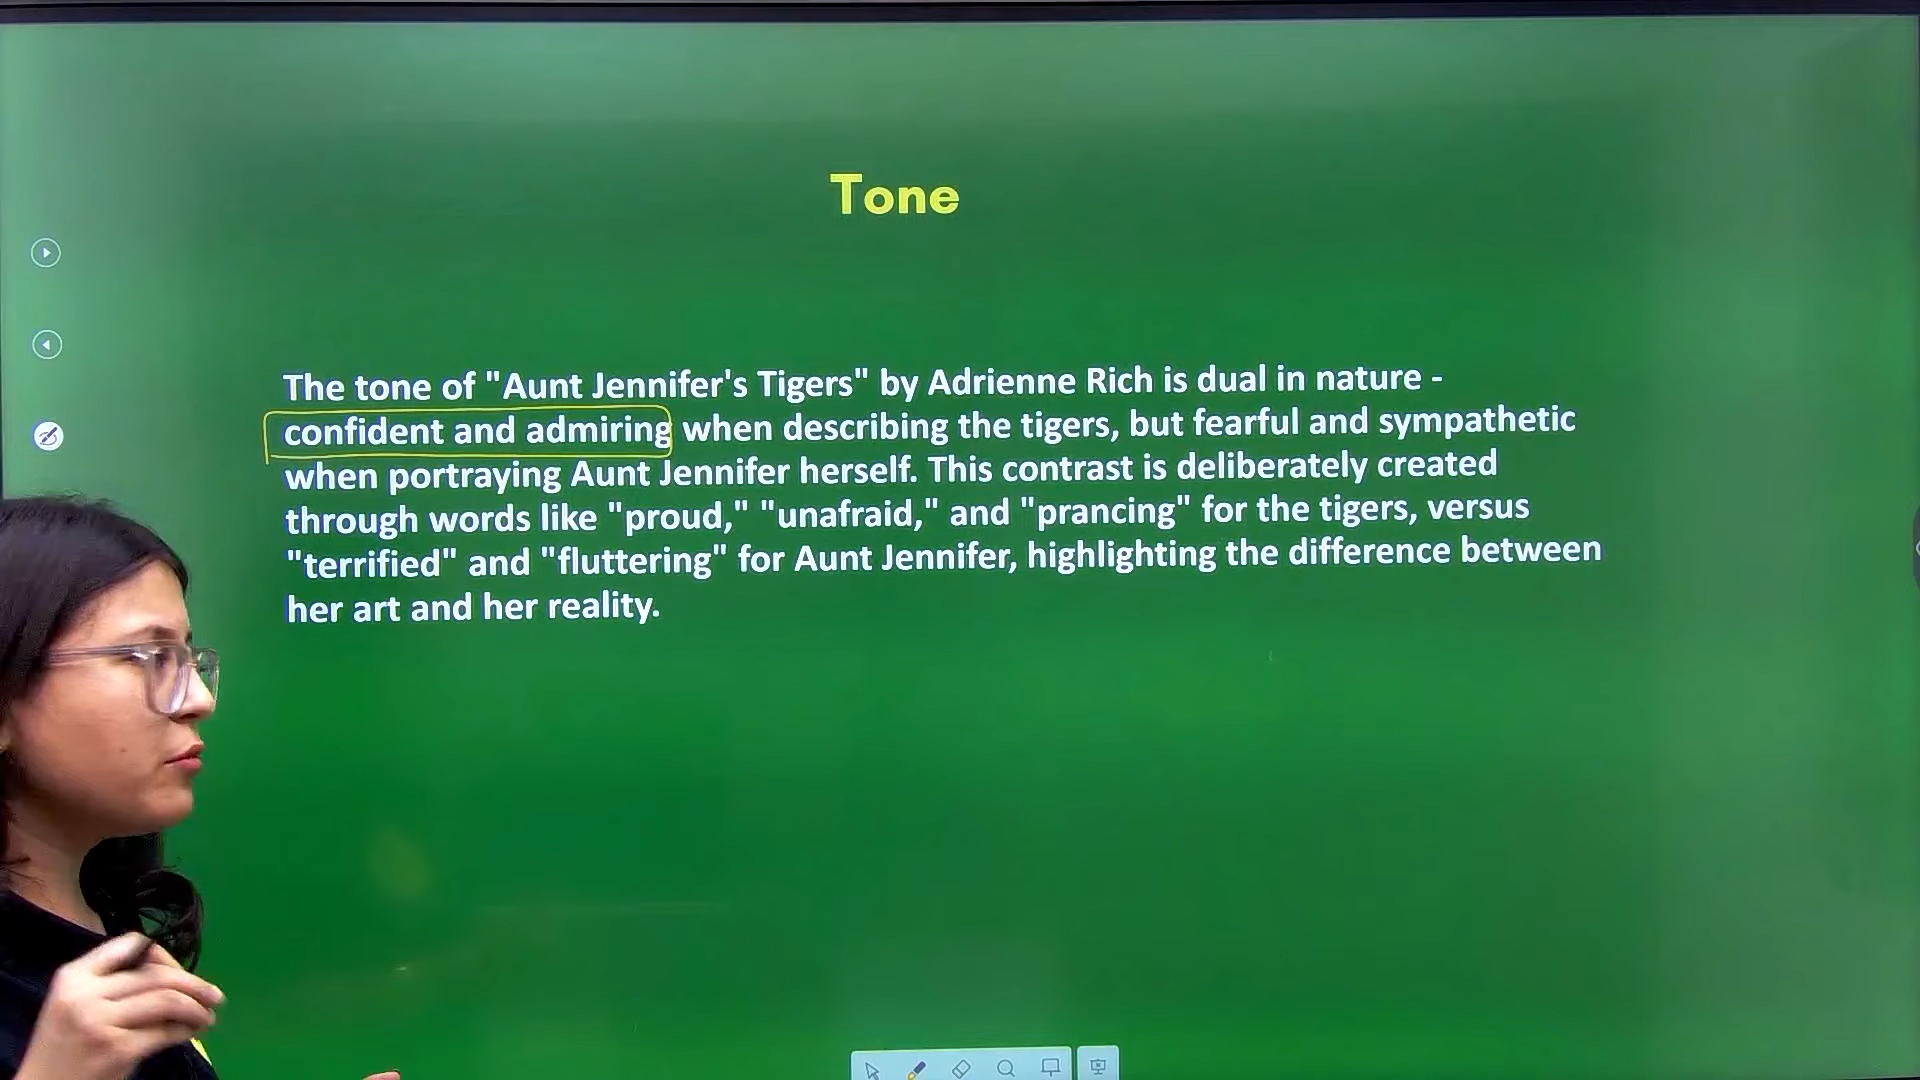 Tone
The tone of "Aunt Jennifer's Tigers" by Adrienne Rich is dual in nature -
confident and admiring when describing the tigers, but fearful and sympathetic
when portraying Aunt Jennifer herself. This contrast is deliberately created
through words like "proud," "unafraid," and "prancing" for the tigers, versus
"terrified" and "fluttering" for Aunt Jennifer, highlighting the difference between
her art and her reality.